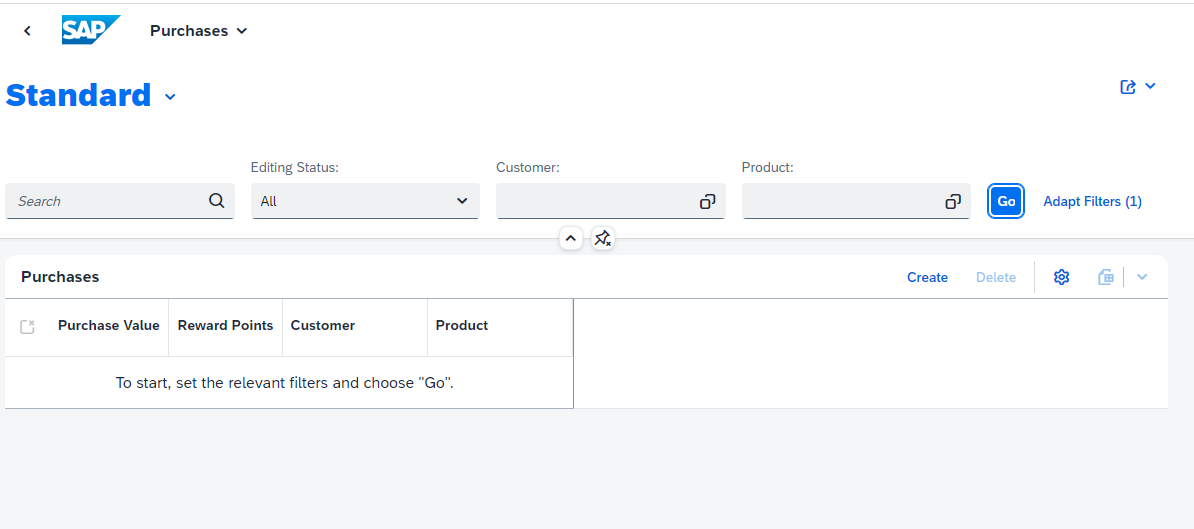 SAP Purchases
Standard
Editing Status: Customer: Product:
Search All Go Adapt Filters (1)
Purchases Create Delete
Purchase Value Reward Points Customer Product
To start, set the relevant filters and choose "Go".